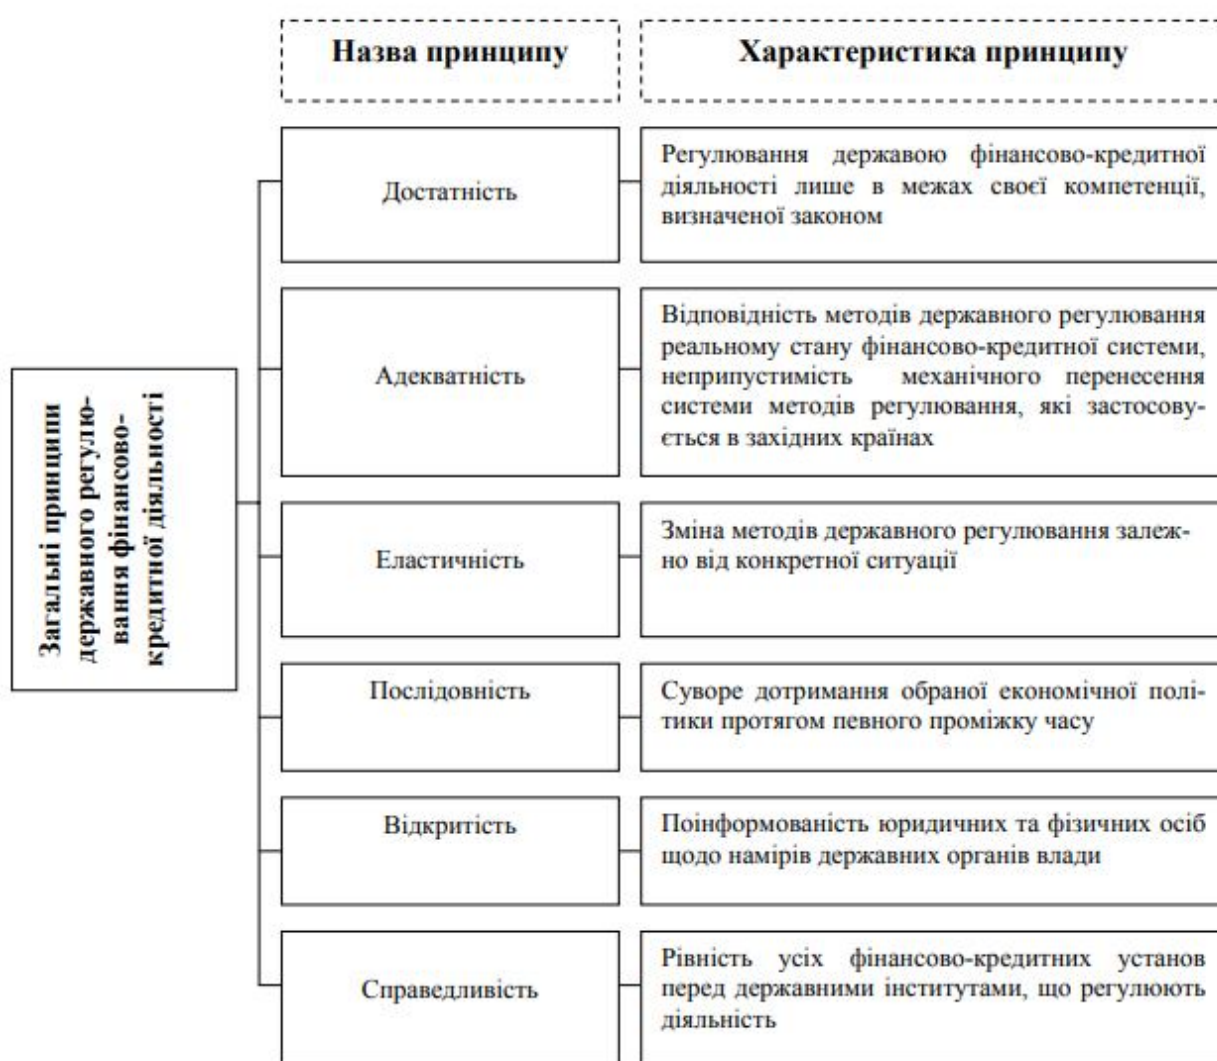 Назва принципу
Характеристика принципу
Загальні принципи
державного регулю-
вання фінансово-
кредитної діяльності
Достатність
Регулювання державою фінансово-кредитної
діяльності лише в межах своєї компетенції,
визначеної законом
Адекватність
Відповідність методів державного регулювання
реальному стану фінансово-кредитної системи,
неприпустимість механічного перенесення
системи методів регулювання, які застосову-
ється в західних країнах
Еластичність
Зміна методів державного регулювання залеж-
но від конкретної ситуації
Послідовність
Суворе дотримання обраної економічної полі-
тики протягом певного проміжку часу
Відкритість
Поінформованість юридичних та фізичних осіб
щодо намірів державних органів влади
Справедливість
Рівність усіх фінансово-кредитних установ
перед державними інститутами, що регулюють
діяльність